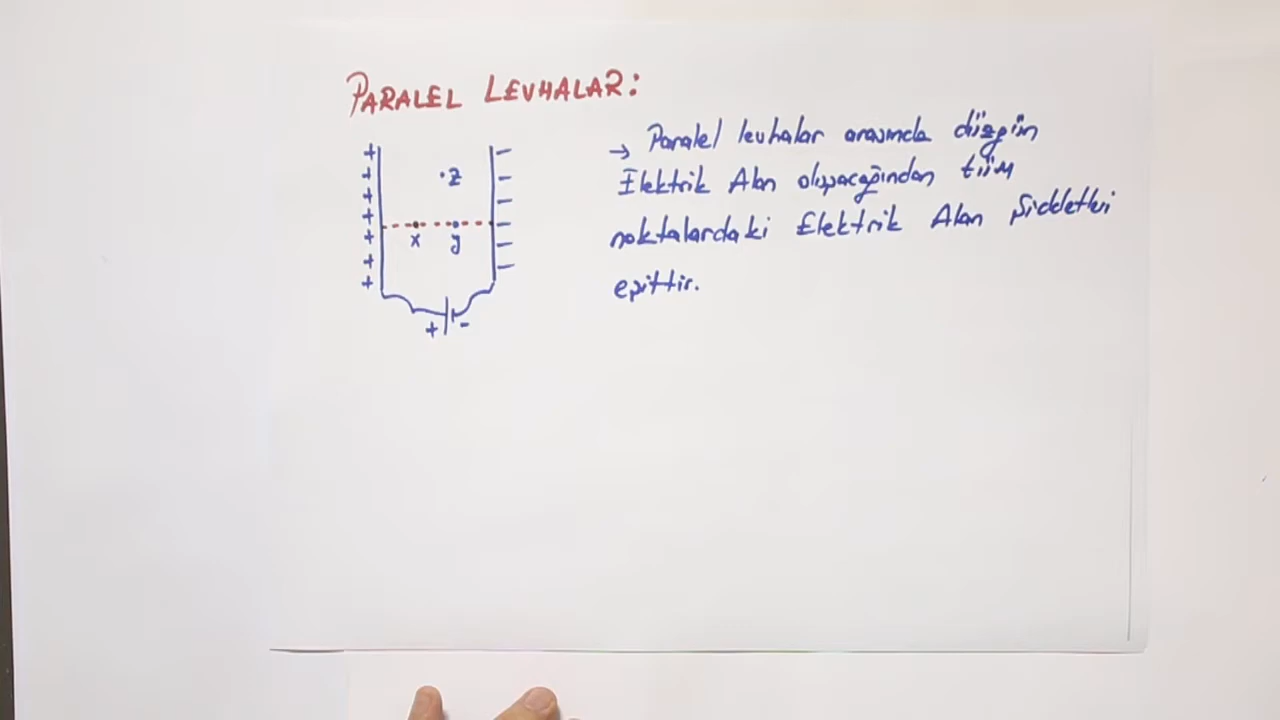 PARALEL LEVHALAR:
→ Paralel levhalar arasında düzgün
Elektrik Alan oluşacağından tüm
noktalardaki Elektrik Alan Şiddetleri
eşittir.
+ -
+ . z -
+ -
+ -
x y
+ -
+ -
+
+ -